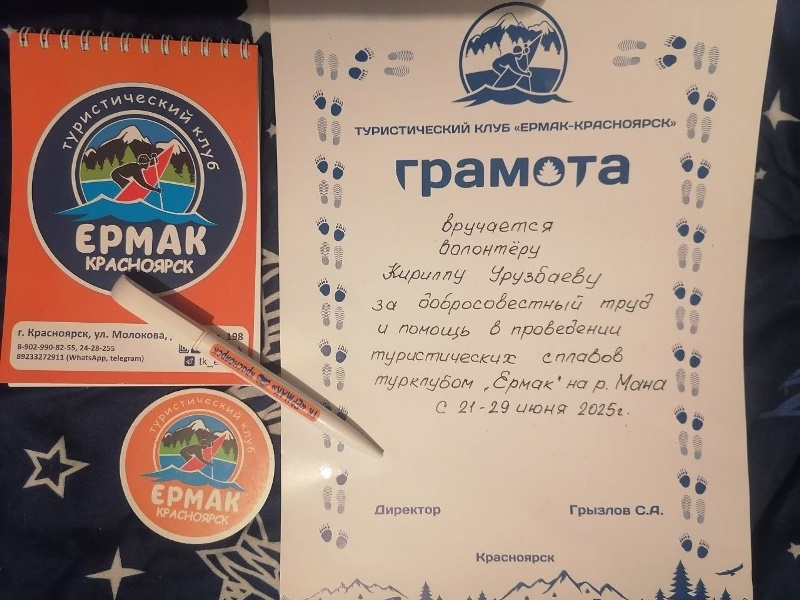 туристический клуб
ЕРМАК
КРАСНОЯРСК
г. Красноярск, ул. Молокова, 198
8-902-990-82-55, 24-28-255
89233272911 (WhatsApp, telegram)
туристический клуб
ЕРМАК
КРАСНОЯРСК
ТУРИСТИЧЕСКИЙ КЛУБ «ЕРМАК-КРАСНОЯРСК»
грамота
вручается
волонтёру
Кириллу Урузбаеву
за добросовестный труд
и помощь в проведении
туристических сплавов
турклубом „Ермак“ на р. Мана
с 21-29 июня 2025г.
Директор Грызлов С.А.
Красноярск